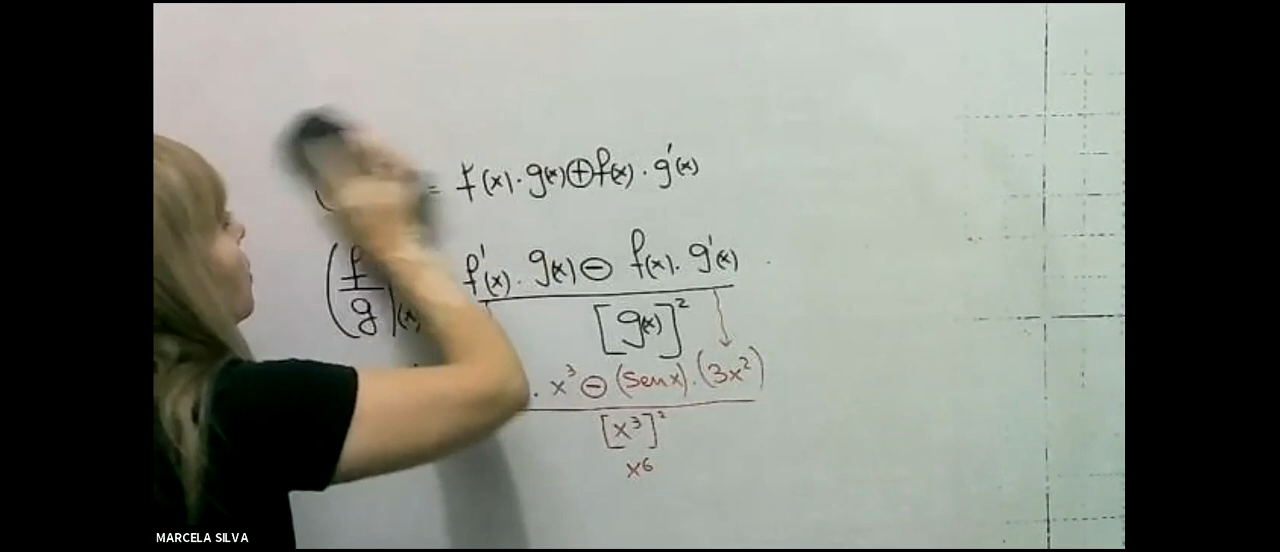 = f(x). g(x) ⊕ f(x) . g'(x)
(f/g)(x) f'(x) . g(x) ⊖ f(x). g'(x)
[g(x)]²
. x³ ⊖ (Sen x) . (3x²)
[x³]²
x⁶
MARCELA SILVA